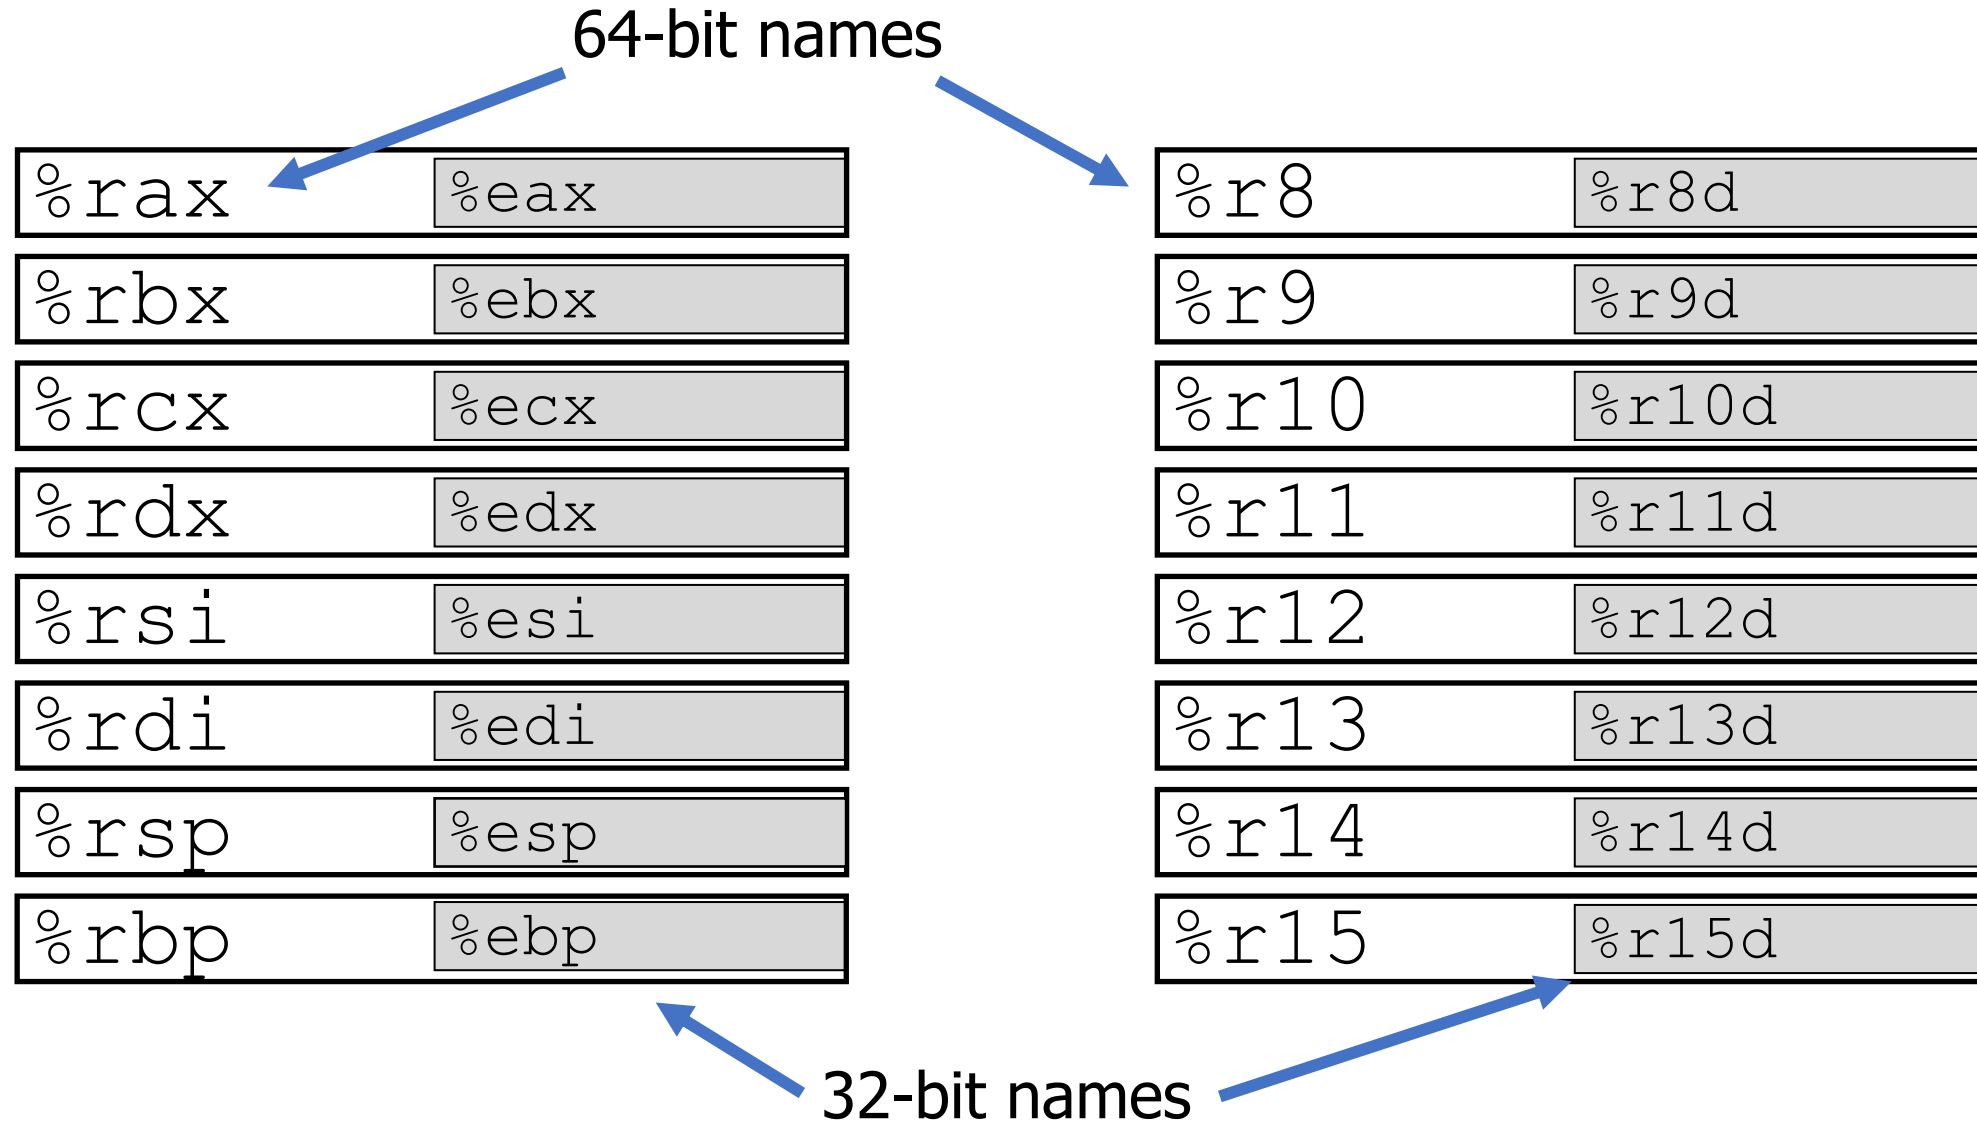 64-bit names
%rax %eax
%rbx %ebx
%rcx %ecx
%rdx %edx
%rsi %esi
%rdi %edi
%rsp %esp
%rbp %ebp
%r8 %r8d
%r9 %r9d
%r10 %r10d
%r11 %r11d
%r12 %r12d
%r13 %r13d
%r14 %r14d
%r15 %r15d
32-bit names